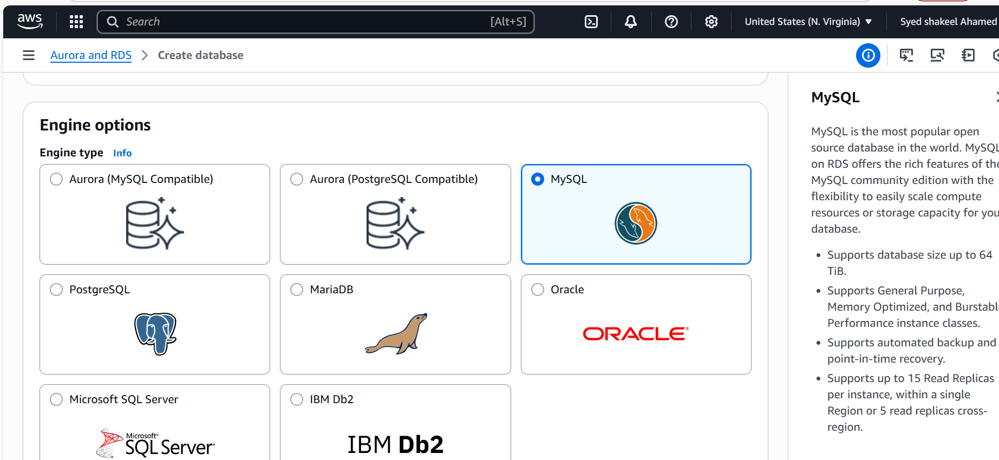 aws
Search [Alt+S]
United States (N. Virginia) ▼
Syed shakeel Ahamed
Aurora and RDS > Create database
Engine options
Engine type Info
Aurora (MySQL Compatible)
Aurora (PostgreSQL Compatible)
MySQL
PostgreSQL
MariaDB
Oracle
ORACLE®
Microsoft SQL Server
IBM Db2
Microsoft®
SQL Server
IBM Db2
MySQL
MySQL is the most popular open
source database in the world. MySQL
on RDS offers the rich features of the
MySQL community edition with the
flexibility to easily scale compute
resources or storage capacity for you
database.
• Supports database size up to 64
TiB.
• Supports General Purpose,
Memory Optimized, and Burstabl
Performance instance classes.
• Supports automated backup and
point-in-time recovery.
• Supports up to 15 Read Replicas
per instance, within a single
Region or 5 read replicas cross-
region.